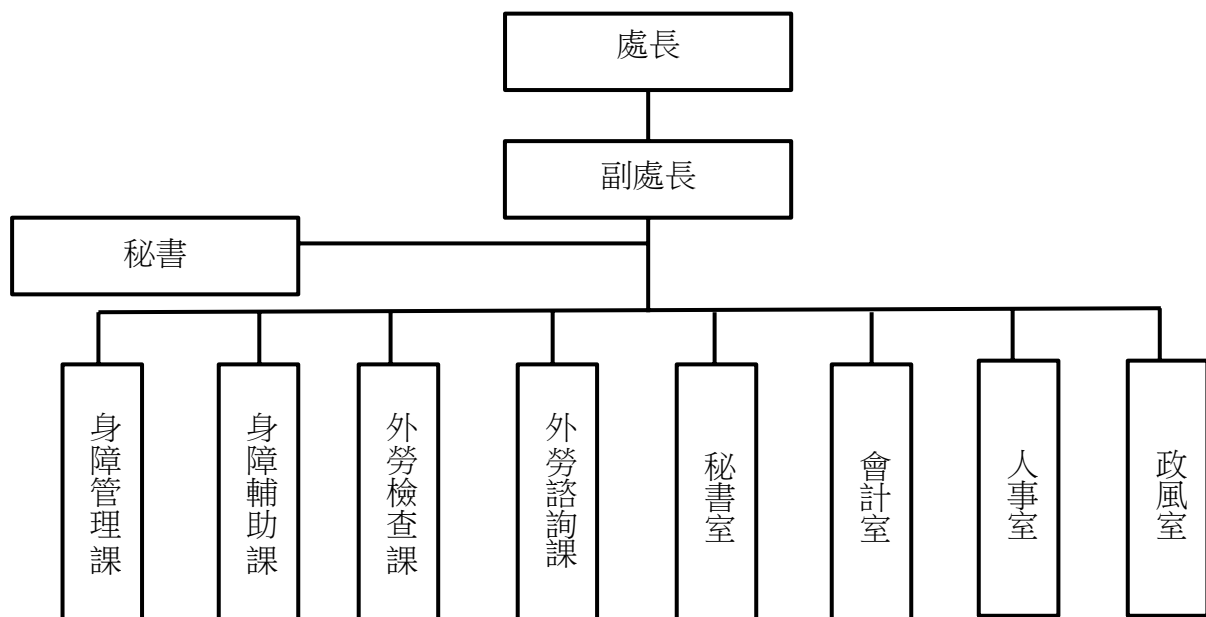 處長
副處長
秘書
身障管理課
身障輔助課
外勞檢查課
外勞諮詢課
秘書室
會計室
人事室
政風室